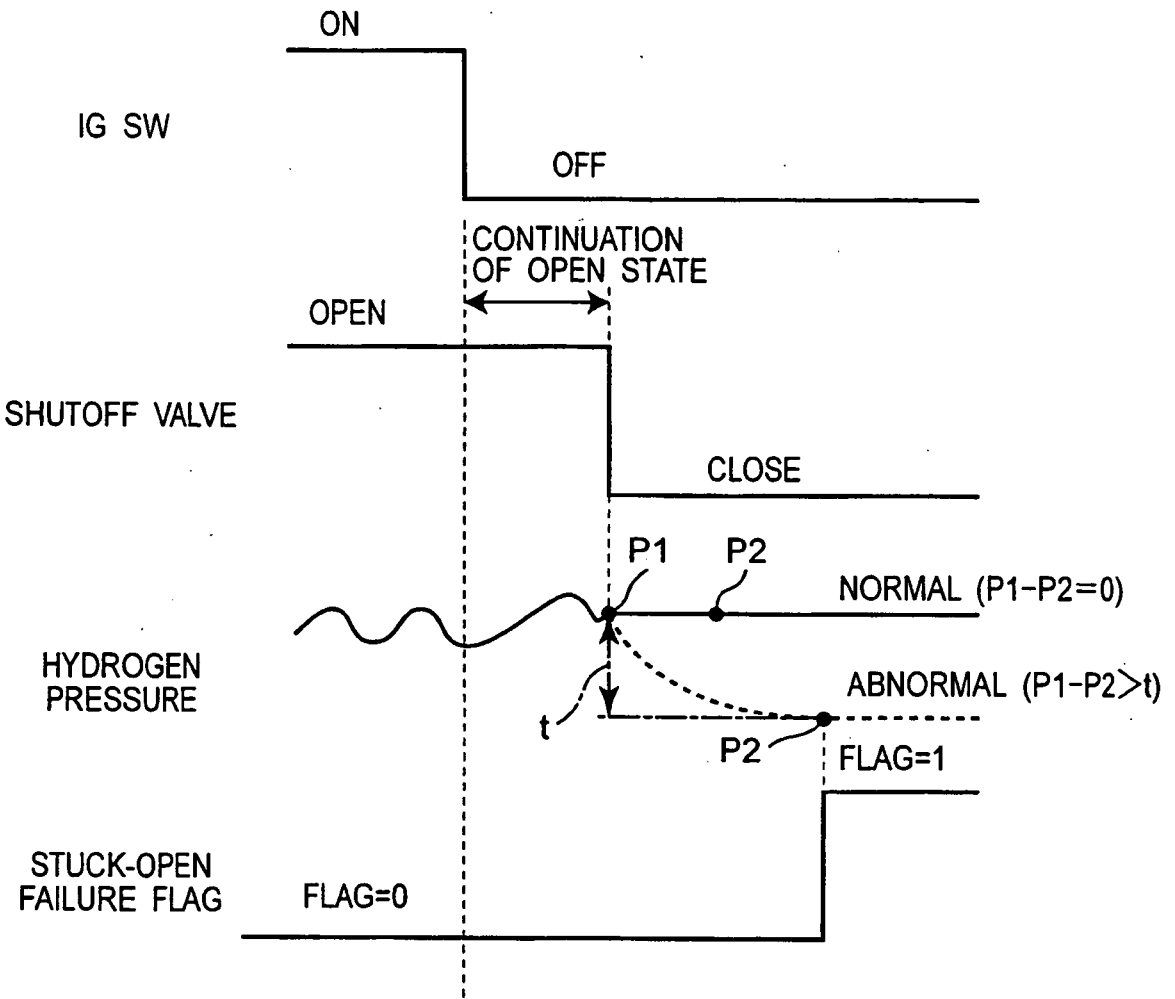 ON
IG SW
OFF
CONTINUATION
OF OPEN STATE
OPEN
SHUTOFF VALVE
CLOSE
P1
P2
NORMAL (P1-P2=0)
HYDROGEN
PRESSURE
ABNORMAL (P1-P2>t)
t
P2
FLAG=1
STUCK-OPEN
FAILURE FLAG
FLAG=0